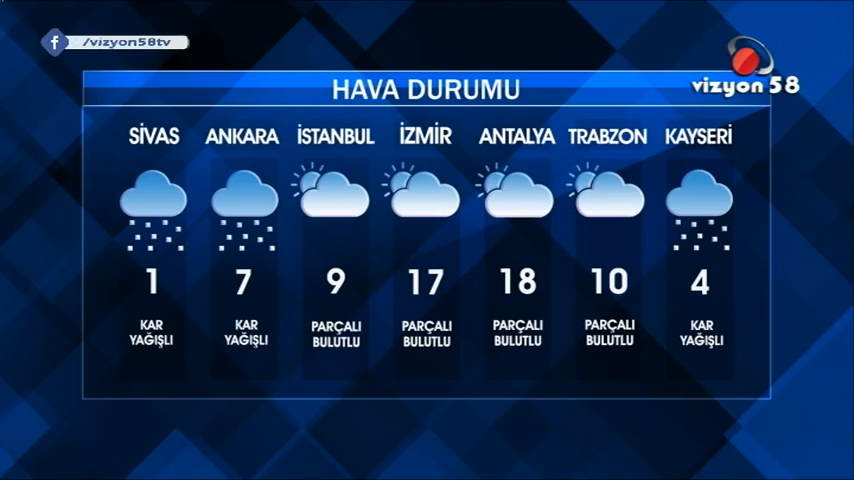 /vizyon58tv
vizyon 58
HAVA DURUMU
SİVAS ANKARA İSTANBUL İZMİR ANTALYA TRABZON KAYSERİ
1 7 9 17 18 10 4
KAR YAĞIŞLI
KAR YAĞIŞLI
PARÇALI BULUTLU
PARÇALI BULUTLU
PARÇALI BULUTLU
PARÇALI BULUTLU
KAR YAĞIŞLI